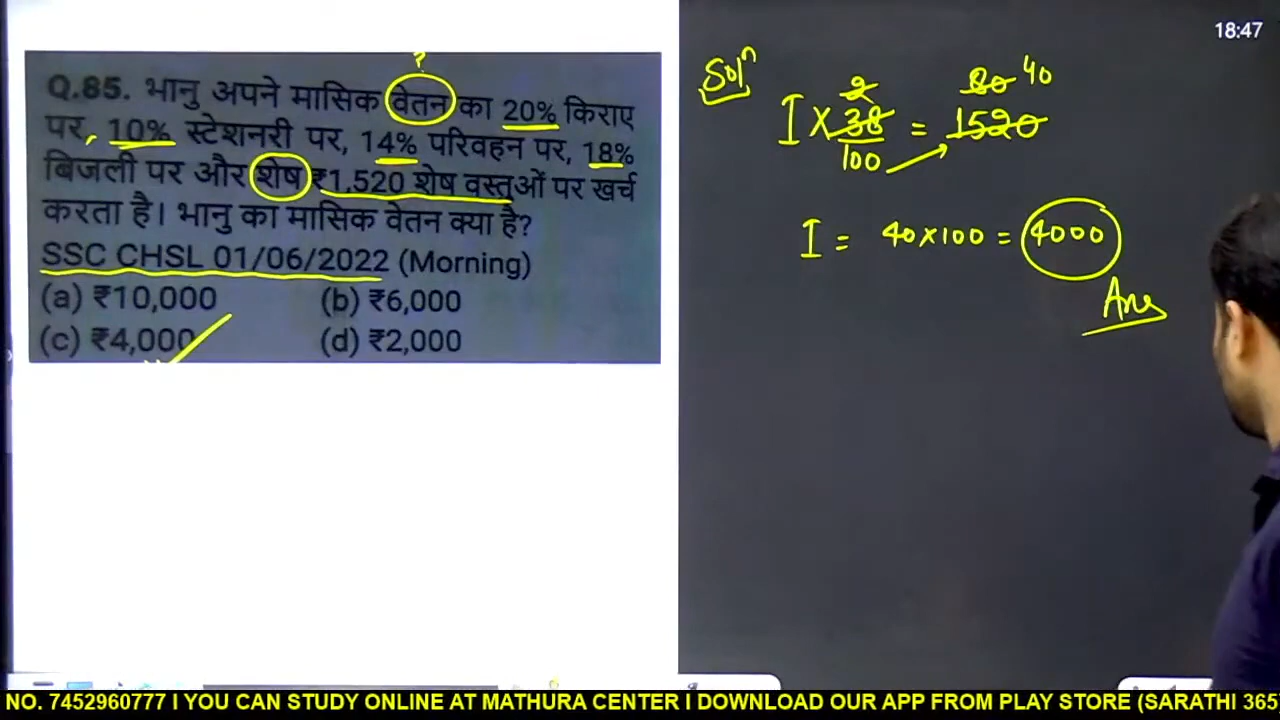 18:47
?
Q.85. भानु अपने मासिक वेतन का 20% किराए
पर, 10% स्टेशनरी पर, 14% परिवहन पर, 18%
बिजली पर और शेष ₹1,520 शेष वस्तुओं पर खर्च
करता है। भानु का मासिक वेतन क्या है?
SSC CHSL 01/06/2022 (Morning)
(a) ₹10,000 (b) ₹6,000
(c) ₹4,000 (d) ₹2,000
Solⁿ
2 80 40
I × 38/100 = 1520
I = 40×100 = 4000
Ans
NO. 7452960777 I YOU CAN STUDY ONLINE AT MATHURA CENTER I DOWNLOAD OUR APP FROM PLAY STORE (SARATHI 365